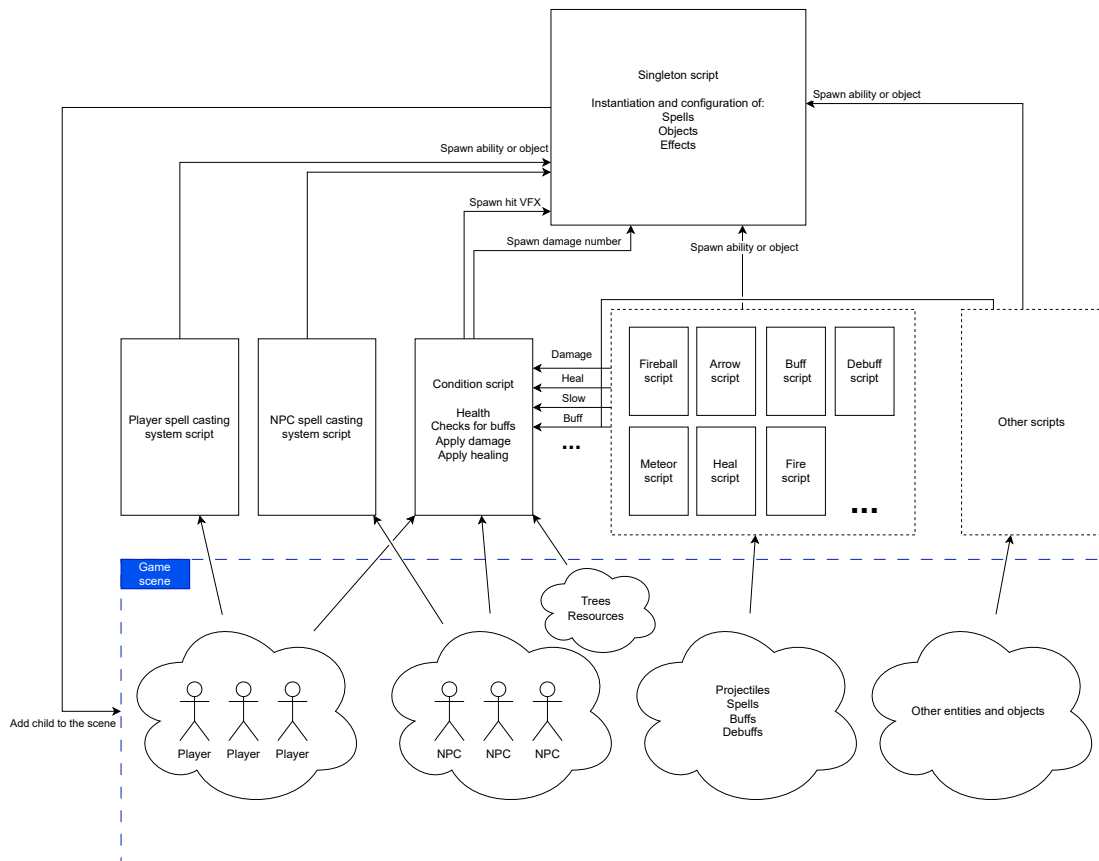 Singleton script
Instantiation and configuration of:
Spells
Objects
Effects
Spawn ability or object
Spawn ability or object
Spawn hit VFX
Spawn damage number
Spawn ability or object
Player spell casting
system script
NPC spell casting
system script
Condition script
Health
Checks for buffs
Apply damage
Apply healing
Damage
Heal
Slow
Buff
...
Fireball
script
Arrow
script
Buff
script
Debuff
script
Meteor
script
Heal
script
Fire
script
...
Other scripts
Game
scene
Trees
Resources
Add child to the scene
Player
Player
Player
NPC
NPC
NPC
Projectiles
Spells
Buffs
Debuffs
Other entities and objects